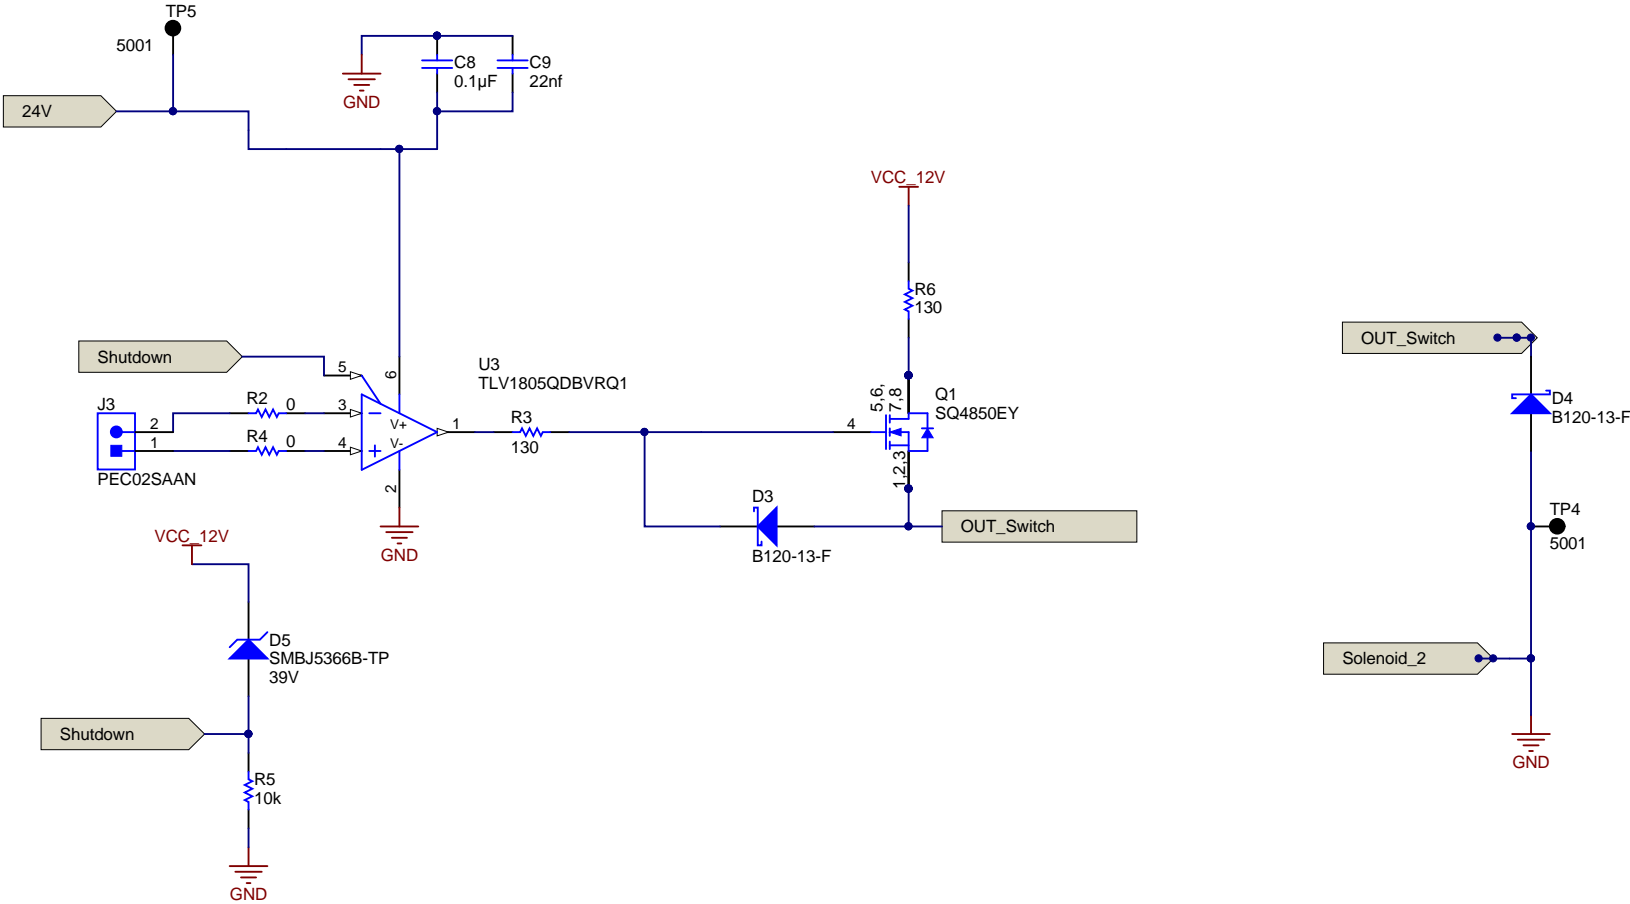 TP5
5001
24V
C8
0.1µF
C9
22nf
GND
VCC_12V
R6
130
Shutdown
5
6
U3
TLV1805QDBVRQ1
J3
2
1
PEC02SAAN
R2
0
R4
0
3
4
V+
V-
1
2
GND
R3
130
4
5,6,
7,8
Q1
SQ4850EY
1,2,3
D3
B120-13-F
OUT_Switch
VCC_12V
D5
SMBJ5366B-TP
39V
Shutdown
R5
10k
GND
OUT_Switch
D4
B120-13-F
TP4
5001
Solenoid_2
GND